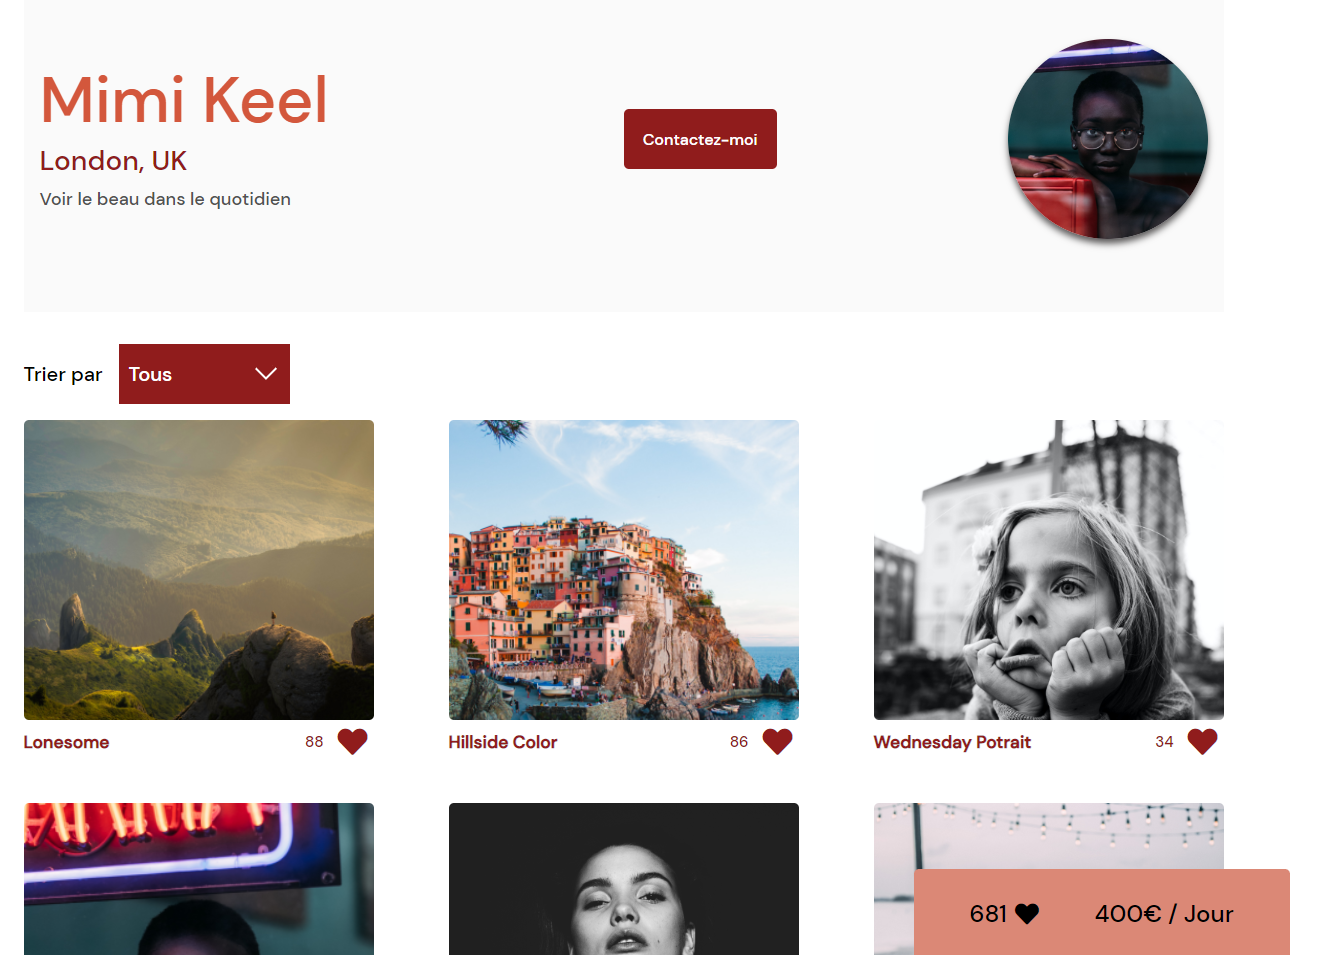 Mimi Keel
London, UK
Voir le beau dans le quotidien
Contactez-moi
Trier par
Tous
Lonesome
88
Hillside Color
86
Wednesday Potrait
34
681
400€ / Jour